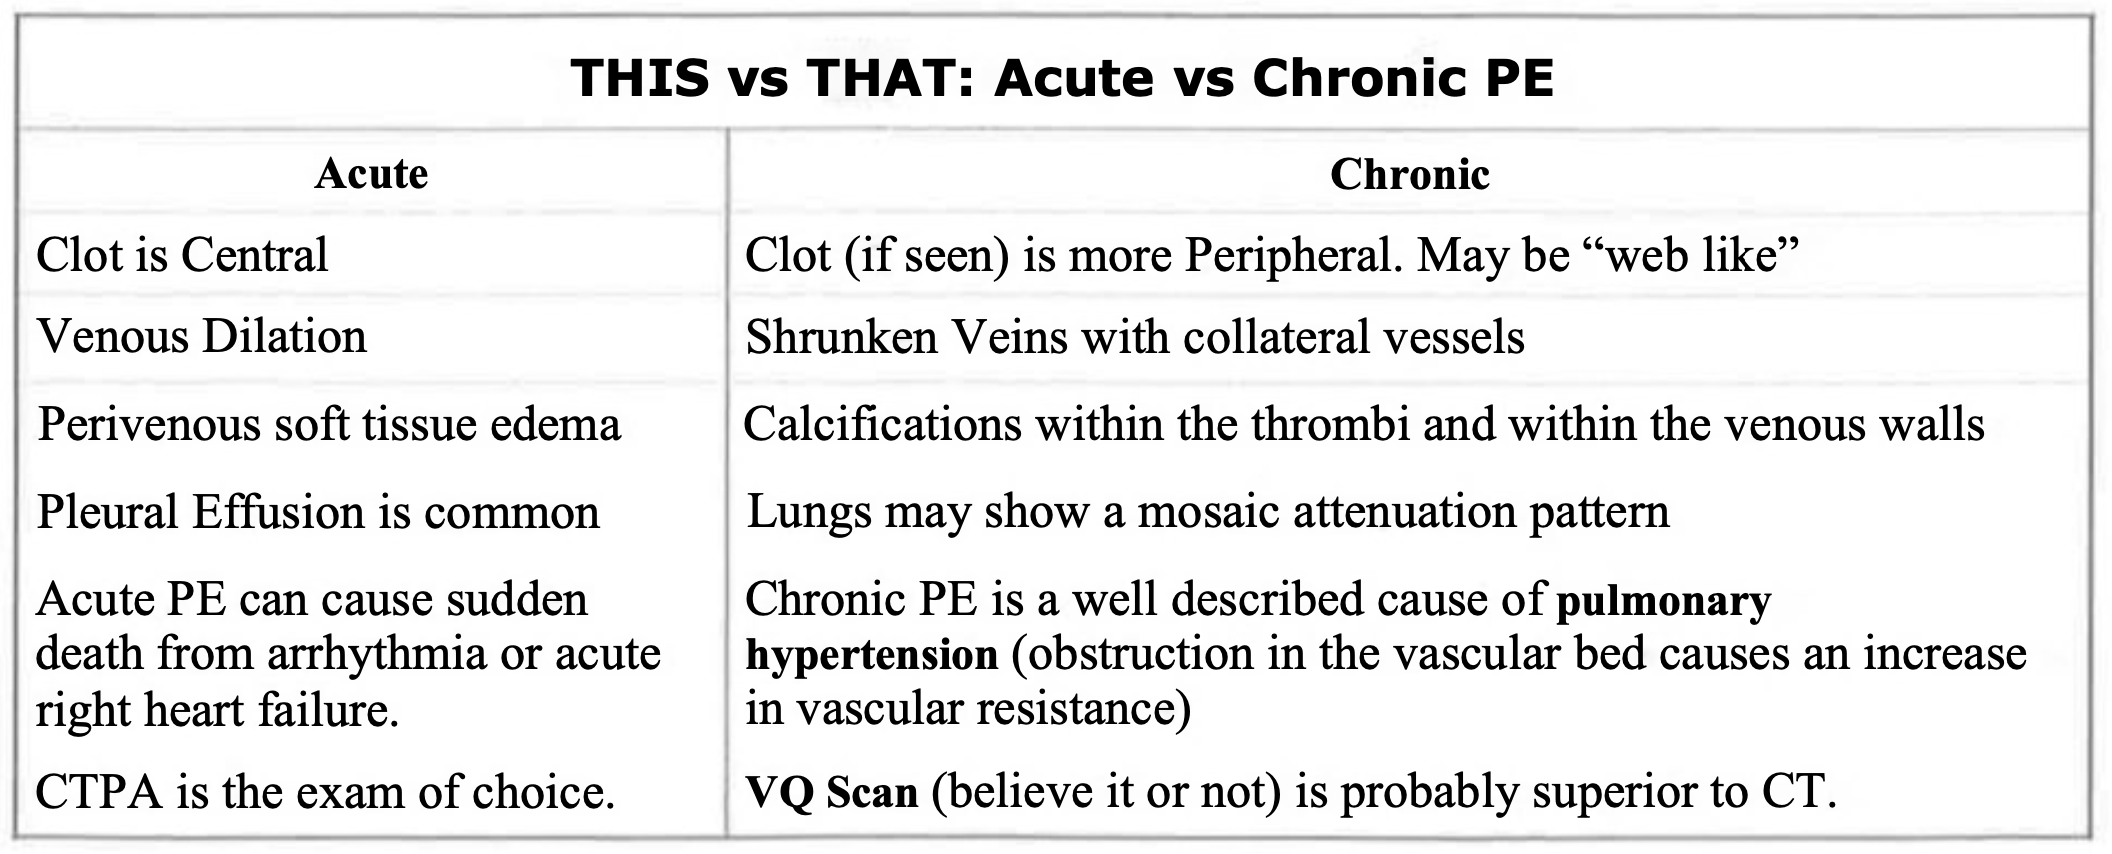 THIS vs THAT: Acute vs Chronic PE
Acute
Chronic
Clot is Central
Clot (if seen) is more Peripheral. May be “web like”
Venous Dilation
Shrunken Veins with collateral vessels
Perivenous soft tissue edema
Calcifications within the thrombi and within the venous walls
Pleural Effusion is common
Lungs may show a mosaic attenuation pattern
Acute PE can cause sudden
death from arrhythmia or acute
right heart failure.
Chronic PE is a well described cause of pulmonary
hypertension (obstruction in the vascular bed causes an increase
in vascular resistance)
CTPA is the exam of choice.
VQ Scan (believe it or not) is probably superior to CT.